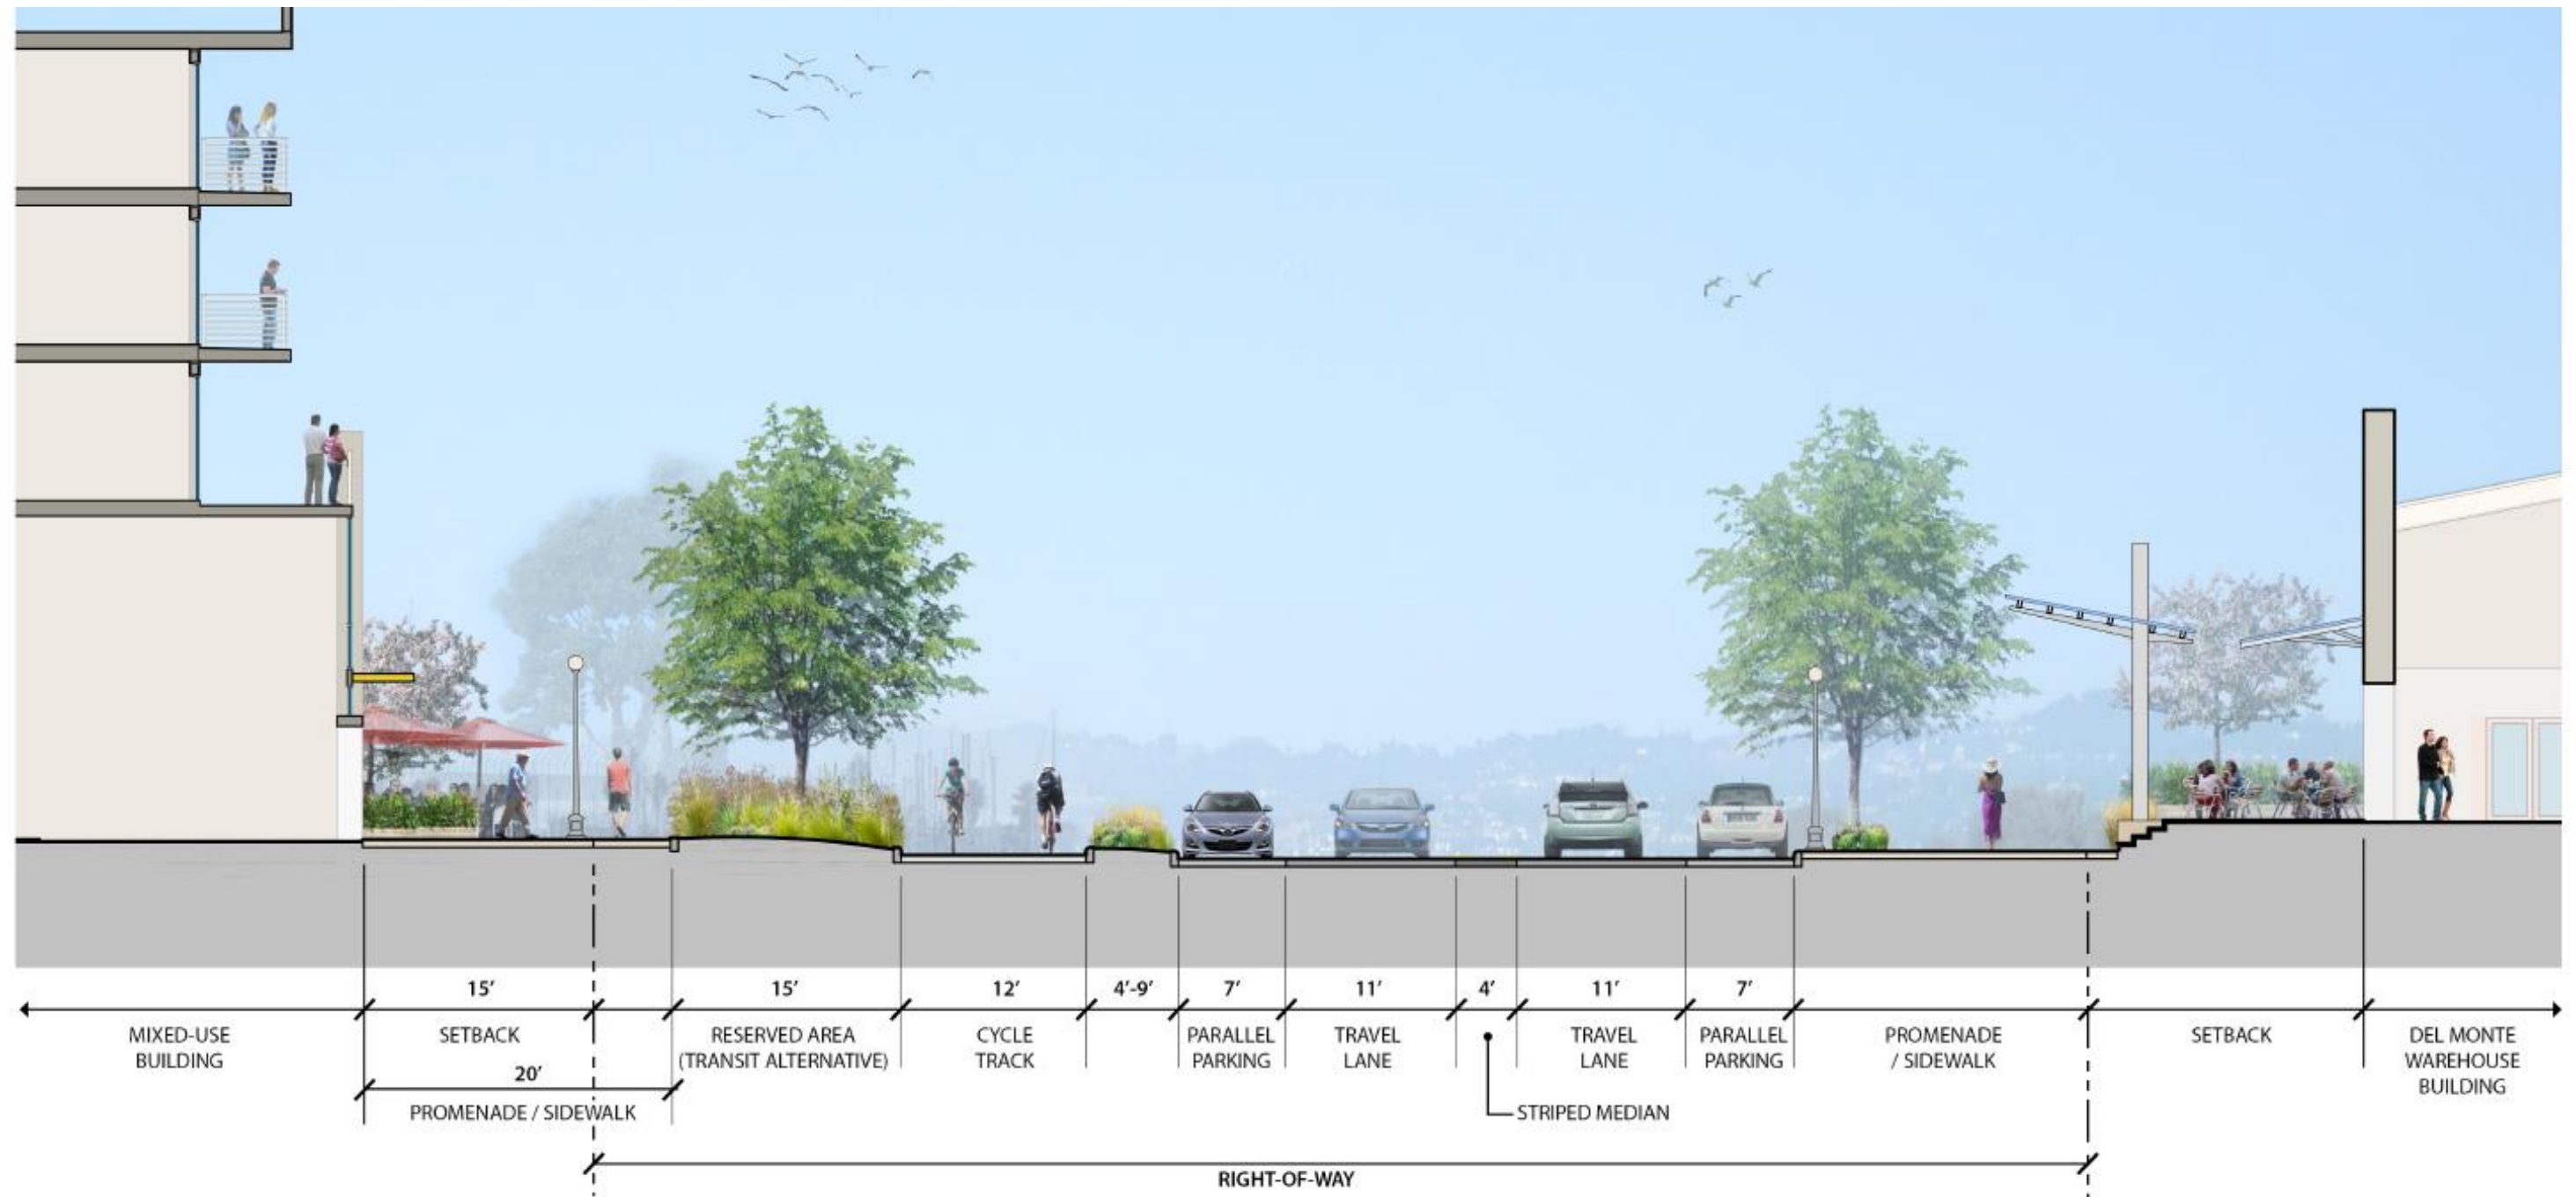 15’ 15’ 12’ 4’-9’ 7’ 11’ 4’ 11’ 7’
MIXED-USE
BUILDING
SETBACK
RESERVED AREA
(TRANSIT ALTERNATIVE)
CYCLE
TRACK
PARALLEL
PARKING
TRAVEL
LANE
TRAVEL
LANE
PARALLEL
PARKING
PROMENADE
/ SIDEWALK
SETBACK
DEL MONTE
WAREHOUSE
BUILDING
20’
PROMENADE / SIDEWALK
STRIPED MEDIAN
RIGHT-OF-WAY